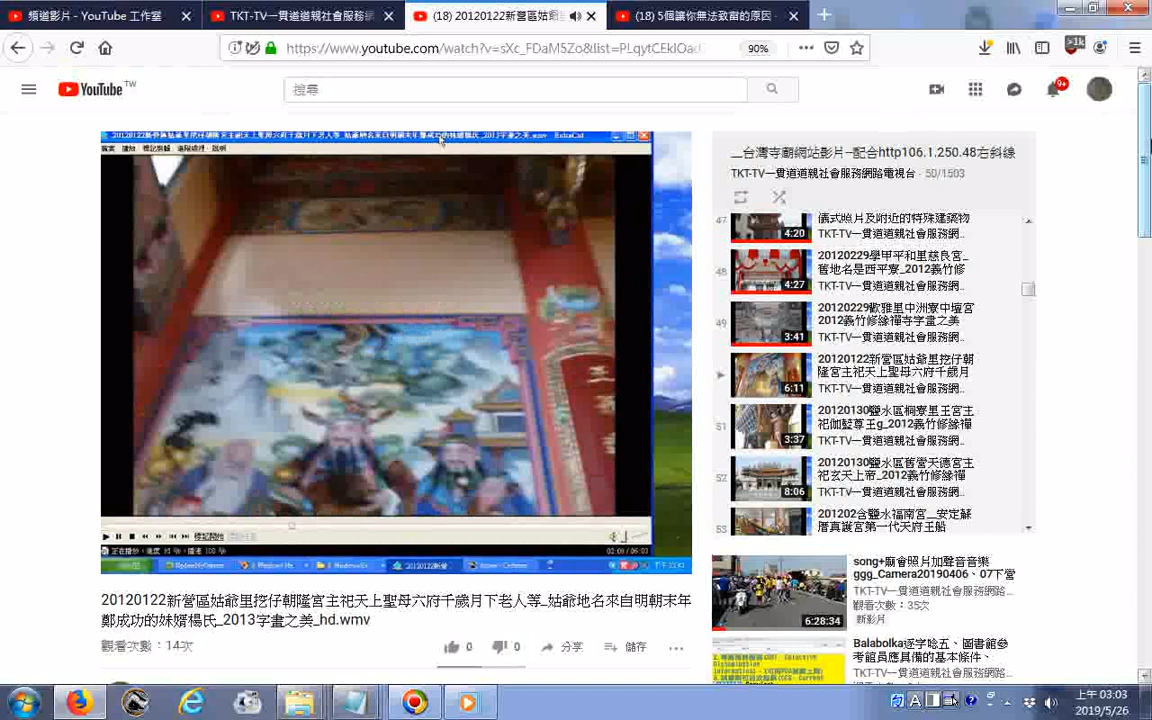 頻道影片 - YouTube 工作室
TKT-TV一貫道道親社會服務網
(18) 20120122新營區姑爺
(18) 5個讓你無法致富的原因
https://www.youtube.com/watch?v=sXc_FDaM5Zo&list=PLqytCEkIOad
90%
>1k
YouTube TW
搜尋
9+
20120122新營區姑爺里挖仔朝隆宮主祀天上聖母六府千歲月下老人等_姑爺地名來自明朝末年鄭成功的妹婿楊氏_2013字畫之美_hd.wmv
觀看次數：14次
0
0
分享
儲存
__台灣寺廟網站影片--配合http106.1.250.48右斜線
TKT-TV一貫道道親社會服務網路電視台 - 50/1503
47
儀式照片及附近的特殊建築物
TKT-TV一貫道道親社會服務網..
4:20
48
20120229學甲平和里慈良宮_
舊地名是西平寮_2012義竹修
TKT-TV一貫道道親社會服務網..
4:27
49
20120229歡雅里中洲寮中壇宮
2012義竹修緣禪寺字畫之美
TKT-TV一貫道道親社會服務網..
3:41
20120122新營區姑爺里挖仔朝
隆宮主祀天上聖母六府千歲月
TKT-TV一貫道道親社會服務網..
6:11
51
20120130鹽水區桐寮里王宮主
祀伽藍尊王g_2012義竹修緣禪
TKT-TV一貫道道親社會服務網..
3:37
52
20120130鹽水區舊營天德宮主
祀玄天上帝_2012義竹修緣禪
TKT-TV一貫道道親社會服務網..
8:06
53
201202含鹽水福南宮__安定蘇
厝真護宮第一代天府王船
song+廟會照片加聲音音樂
ggg_Camera20190406、07下營
TKT-TV一貫道道親社會服務網路...
觀看次數：35次
新影片
6:28:34
Balabolka逐字唸五、圖書館參
考館員應具備的基本條件、
TKT-TV一貫道道親社會服務網路...
上午 03:03
2019/5/26